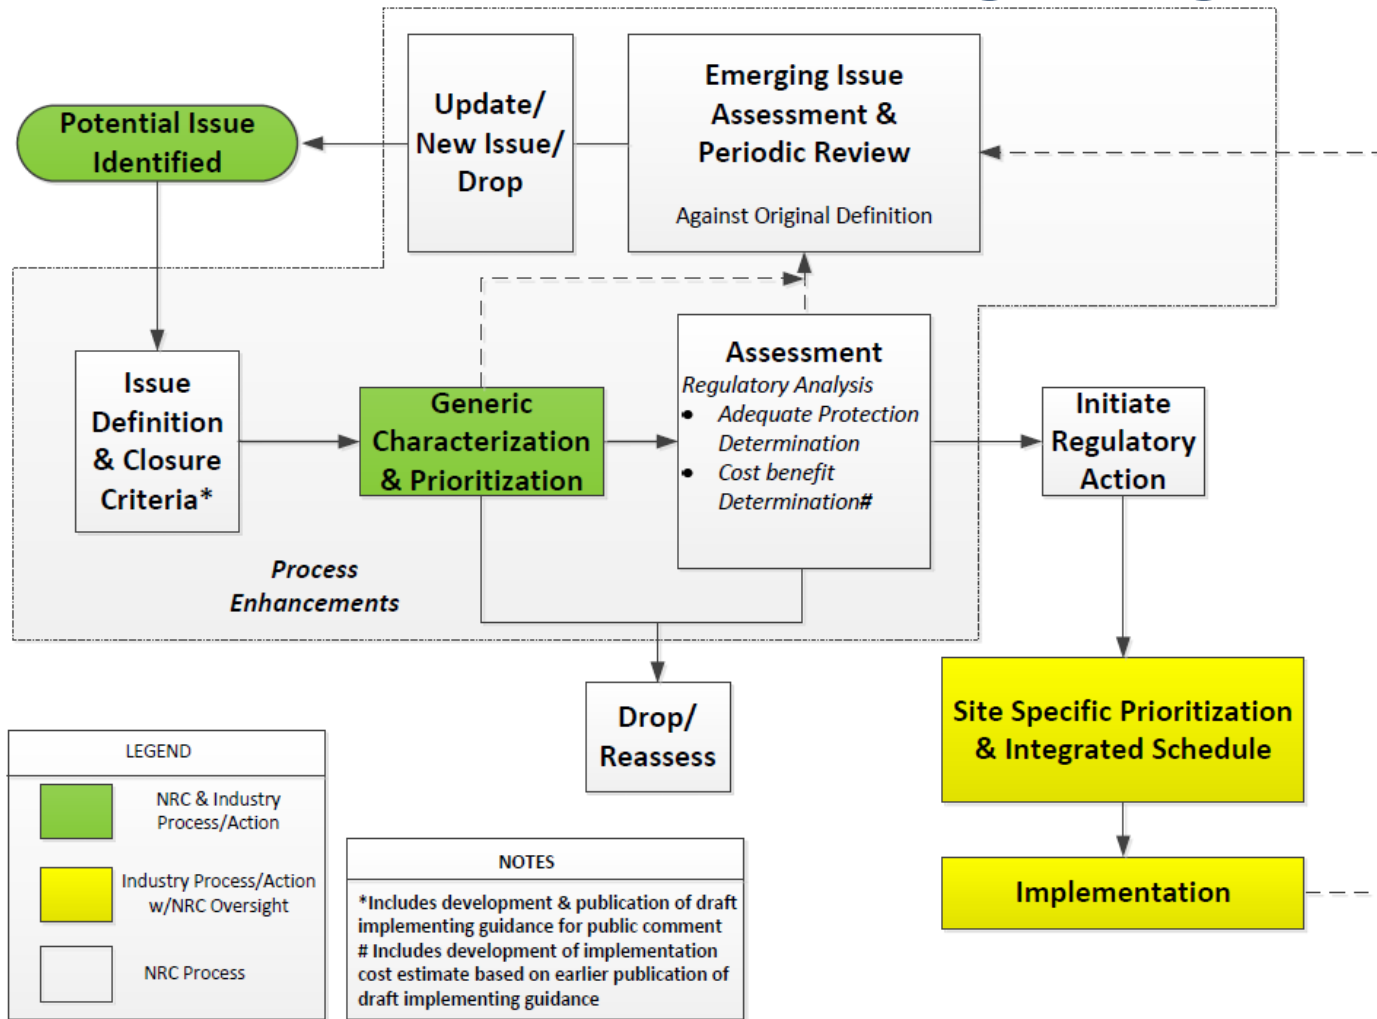 Update/
New Issue/
Drop
Emerging Issue
Assessment &
Periodic Review
Against Original Definition
Potential Issue
Identified
Issue
Definition
& Closure
Criteria*
Generic
Characterization
& Prioritization
Assessment
Regulatory Analysis
• Adequate Protection
Determination
• Cost benefit
Determination#
Initiate
Regulatory
Action
Process
Enhancements
Drop/
Reassess
Site Specific Prioritization
& Integrated Schedule
Implementation
LEGEND
NRC & Industry
Process/Action
Industry Process/Action
w/NRC Oversight
NRC Process
NOTES
*Includes development & publication of draft
implementing guidance for public comment
# Includes development of implementation
cost estimate based on earlier publication of
draft implementing guidance